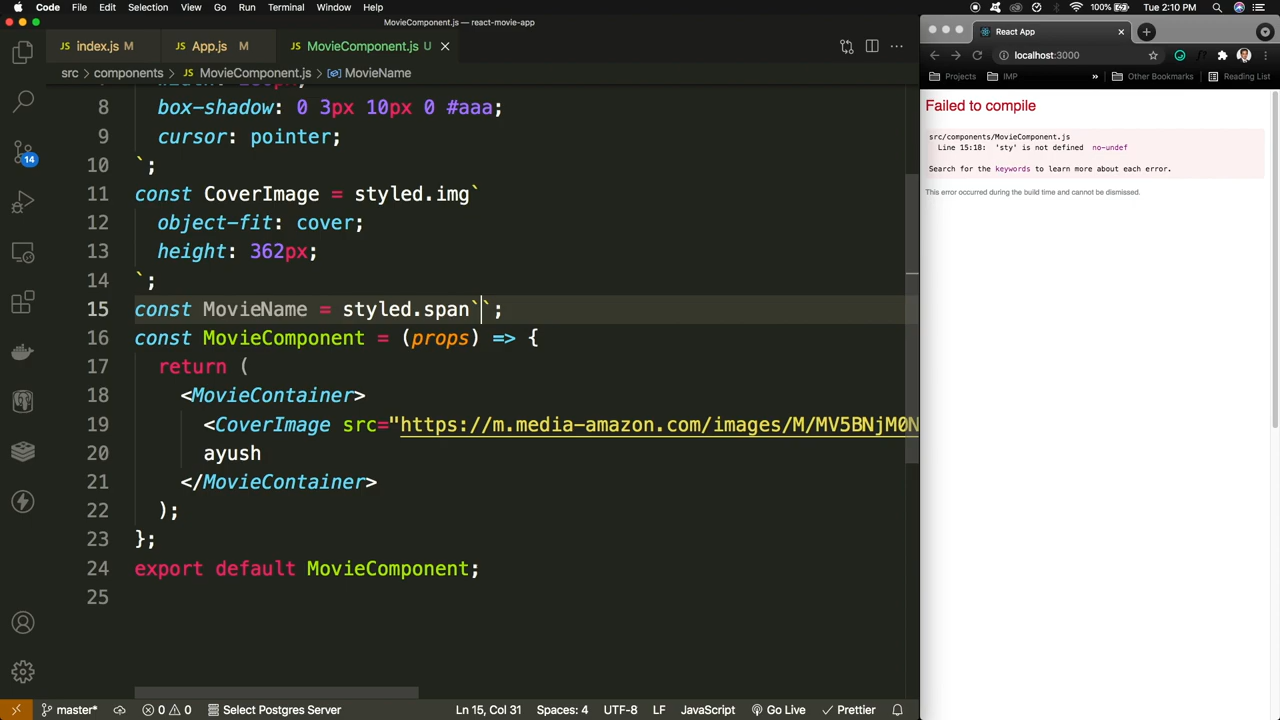 Code File Edit Selection View Go Run Terminal Window Help 100% Tue 2:10 PM
MovieComponent.js — react-movie-app
index.js M App.js M MovieComponent.js U
src > components > MovieComponent.js > MovieName
8 box-shadow: 0 3px 10px 0 #aaa;
9 cursor: pointer;
10 `;
11 const CoverImage = styled.img`
12 object-fit: cover;
13 height: 362px;
14 `;
15 const MovieName = styled.span``;
16 const MovieComponent = (props) => {
17 return (
18 <MovieContainer>
19 <CoverImage src="https://m.media-amazon.com/images/M/MV5BNjM0N
20 ayush
21 </MovieContainer>
22 );
23 };
24 export default MovieComponent;
25
14
master* 0 0 Select Postgres Server Ln 15, Col 31 Spaces: 4 UTF-8 LF JavaScript Go Live Prettier
React App
localhost:3000
Projects IMP » Other Bookmarks Reading List
Failed to compile
src/components/MovieComponent.js
Line 15:18: 'sty' is not defined no-undef
Search for the keywords to learn more about each error.
This error occurred during the build time and cannot be dismissed.